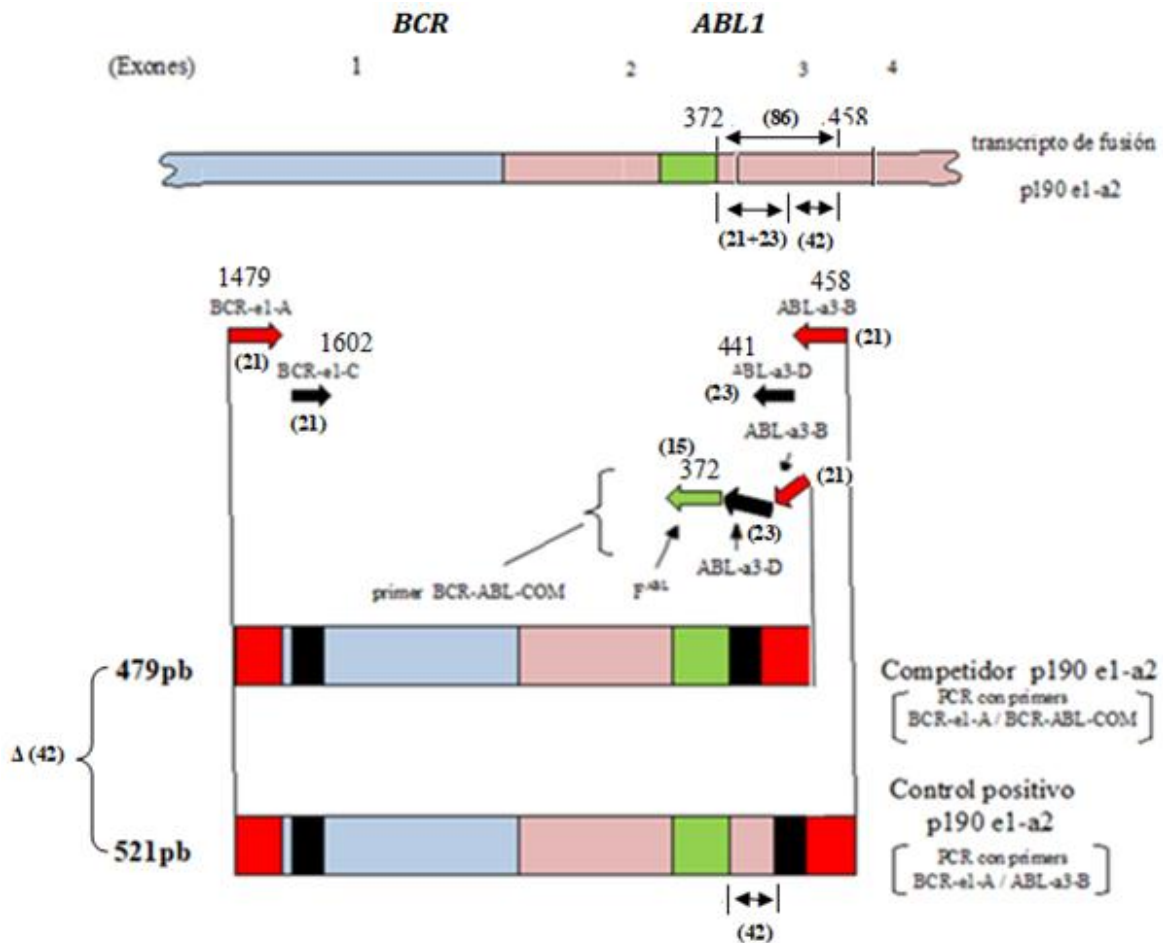 BCR ABL1
(Exones) 1 2 3 4
372 (86) .458
transcripto de fusión
p190 e1-a2
(21+23) (42)
1479
BCR-e1-A
(21)
1602
BCR-e1-C
(21)
458
ABL-a3-B
(21)
441
ABL-a3-D
(23)
ABL-a3-B
(15)
372
(21)
(23)
primer BCR-ABL-COM
F ABL
ABL-a3-D
479pb
Competidor p190 e1-a2
PCR con primers
BCR-e1-A / BCR-ABL-COM
Δ (42)
Control positivo
p190 e1-a2
521pb
PCR con primers
BCR-e1-A / ABL-a3-B
(42)